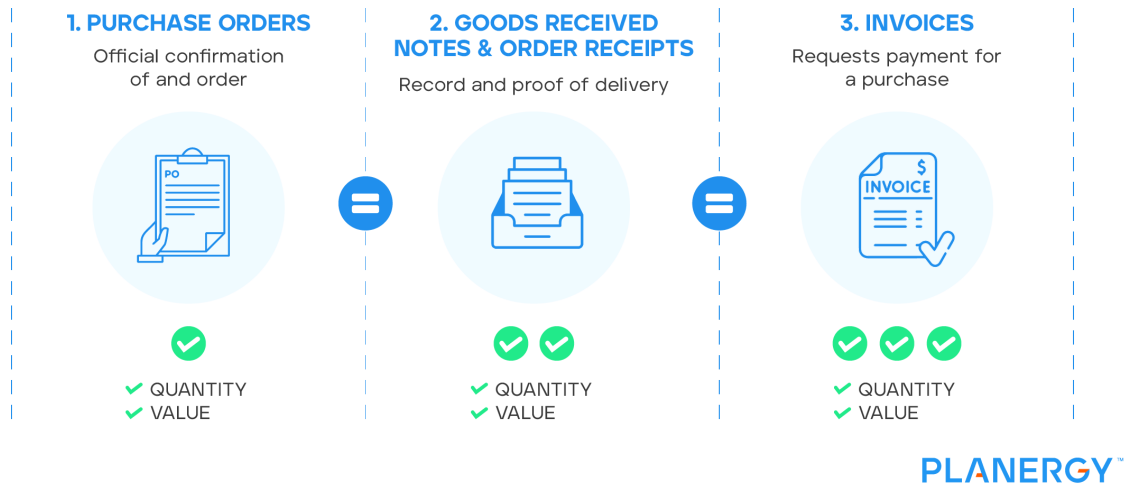 1. PURCHASE ORDERS
Official confirmation
of and order
PO
QUANTITY
VALUE
2. GOODS RECEIVED
NOTES & ORDER RECEIPTS
Record and proof of delivery
QUANTITY
VALUE
3. INVOICES
Requests payment for
a purchase
$
INVOICE
QUANTITY
VALUE
PLANERGY™